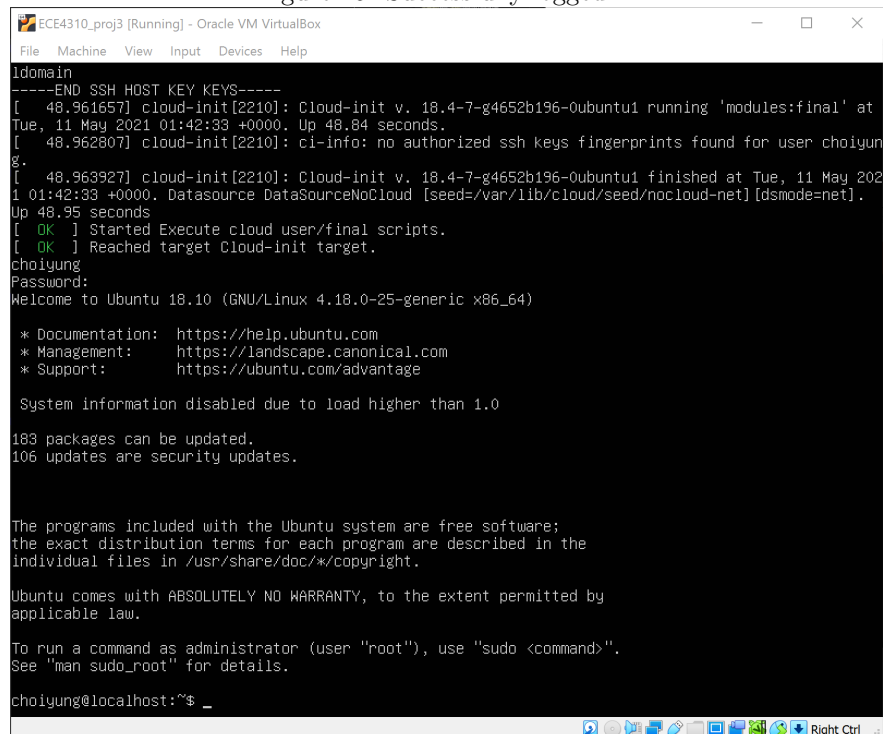 ECE4310_proj3 [Running] - Oracle VM VirtualBox
File Machine View Input Devices Help
ldomain
-----END SSH HOST KEY KEYS-----
[   48.961657] cloud-init[2210]: Cloud-init v. 18.4-7-g4652b196-0ubuntu1 running 'modules:final' at
Tue, 11 May 2021 01:42:33 +0000. Up 48.84 seconds.
[   48.962807] cloud-init[2210]: ci-info: no authorized ssh keys fingerprints found for user choiyun
g.
[   48.963927] cloud-init[2210]: Cloud-init v. 18.4-7-g4652b196-0ubuntu1 finished at Tue, 11 May 202
1 01:42:33 +0000. Datasource DataSourceNoCloud [seed=/var/lib/cloud/seed/nocloud-net][dsmode=net].
Up 48.95 seconds
[  OK  ] Started Execute cloud user/final scripts.
[  OK  ] Reached target Cloud-init target.
choiyung
Password:
Welcome to Ubuntu 18.10 (GNU/Linux 4.18.0-25-generic x86_64)
* Documentation:  https://help.ubuntu.com
* Management:     https://landscape.canonical.com
* Support:        https://ubuntu.com/advantage
System information disabled due to load higher than 1.0
183 packages can be updated.
106 updates are security updates.
The programs included with the Ubuntu system are free software;
the exact distribution terms for each program are described in the
individual files in /usr/share/doc/*/copyright.
Ubuntu comes with ABSOLUTELY NO WARRANTY, to the extent permitted by
applicable law.
To run a command as administrator (user "root"), use "sudo <command>".
See "man sudo_root" for details.
choiyung@localhost:~$ _
Right Ctrl